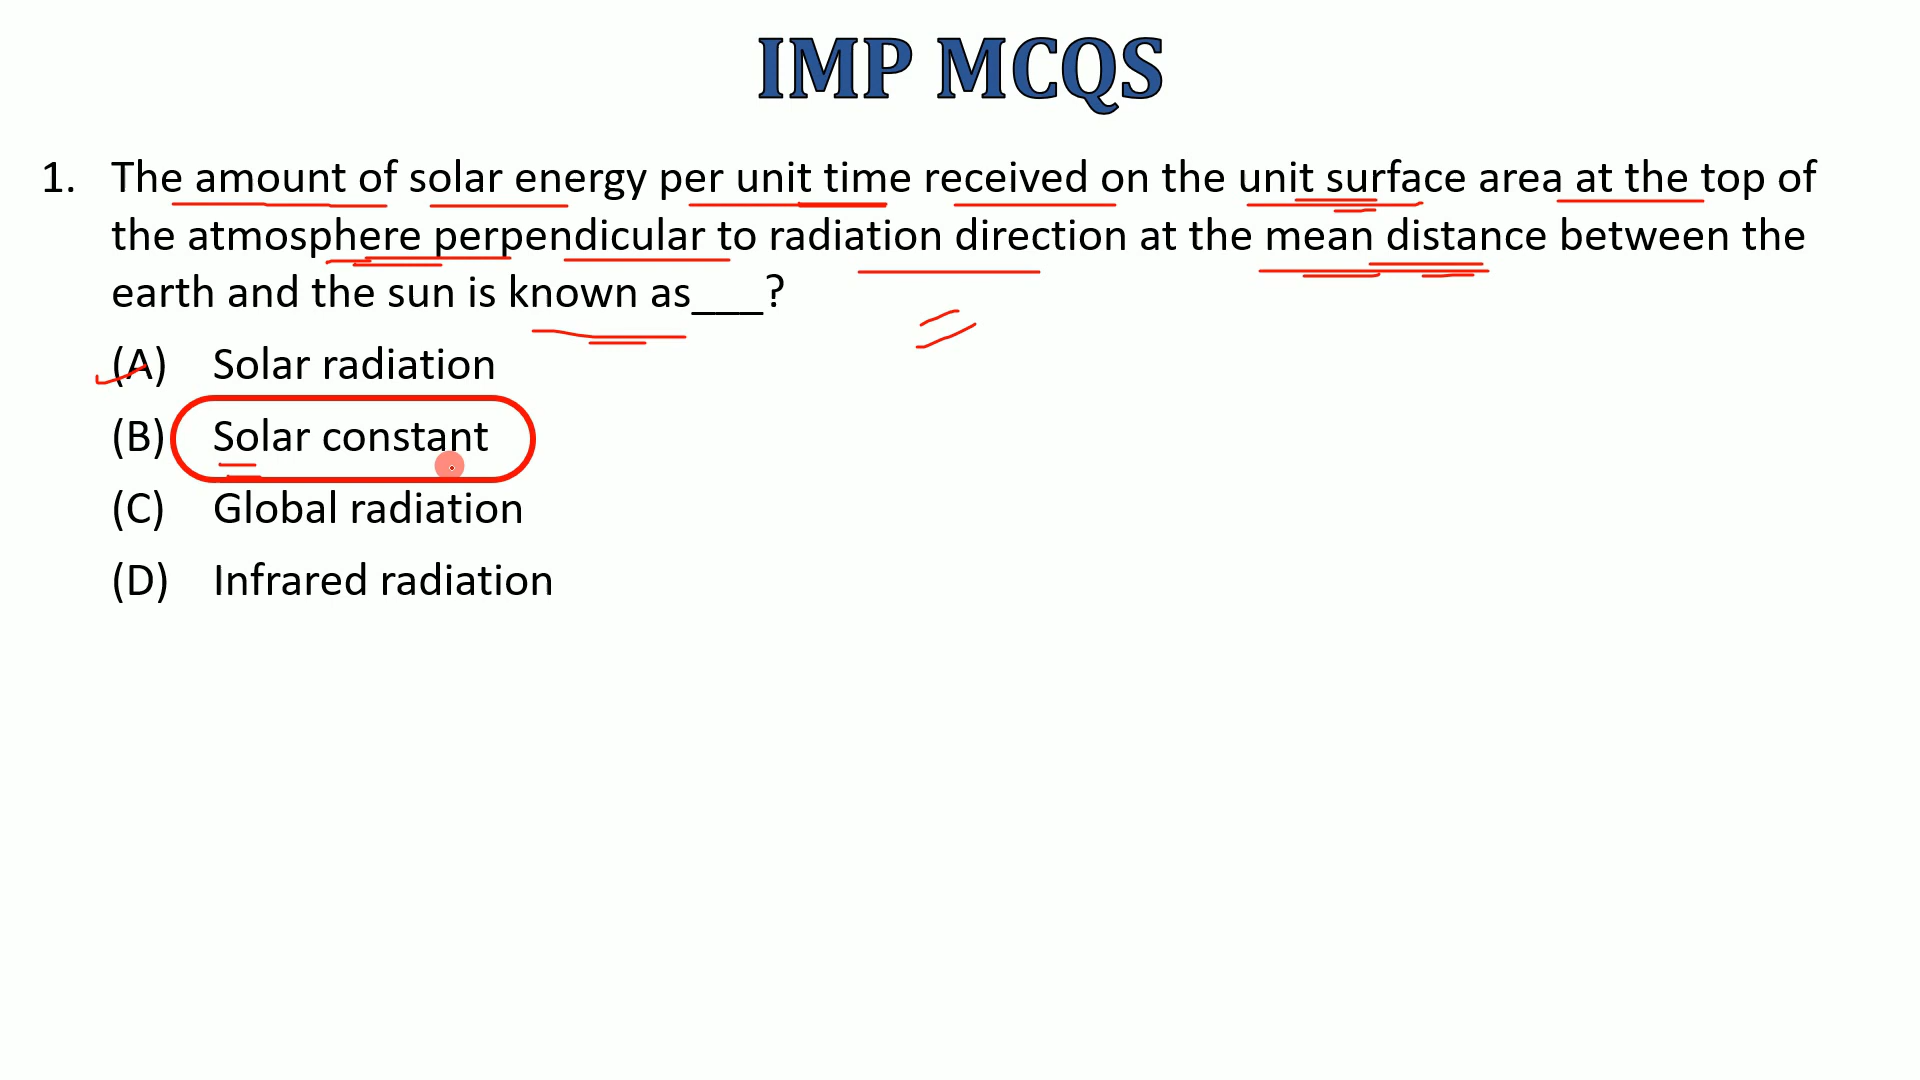 IMP MCQS
1. The amount of solar energy per unit time received on the unit surface area at the top of
the atmosphere perpendicular to radiation direction at the mean distance between the
earth and the sun is known as___?
(A) Solar radiation
(B) Solar constant
(C) Global radiation
(D) Infrared radiation